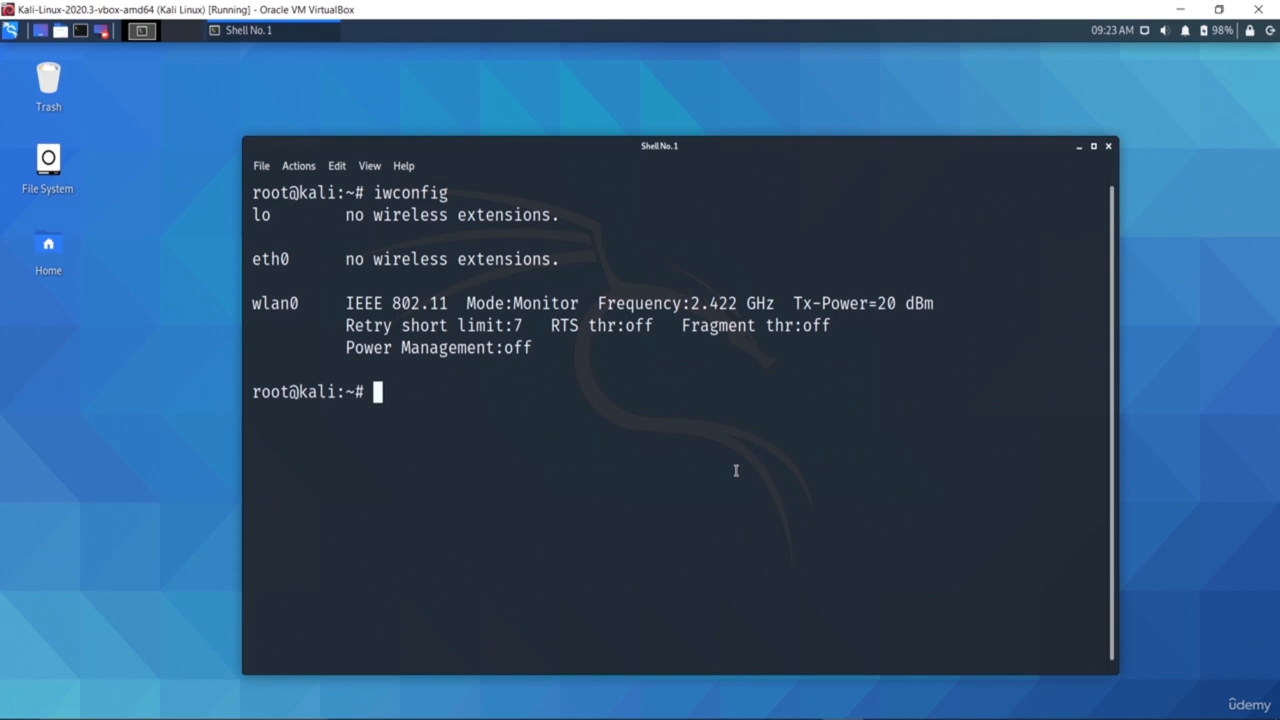 Kali-Linux-2020.3-vbox-amd64 (Kali Linux) [Running] - Oracle VM VirtualBox
Shell No. 1
09:23 AM
98%
Trash
File System
Home
Shell No. 1
File Actions Edit View Help
root@kali:~# iwconfig
lo        no wireless extensions.
eth0      no wireless extensions.
wlan0     IEEE 802.11  Mode:Monitor  Frequency:2.422 GHz  Tx-Power=20 dBm
          Retry short limit:7   RTS thr:off   Fragment thr:off
          Power Management:off
root@kali:~#
ûdemy